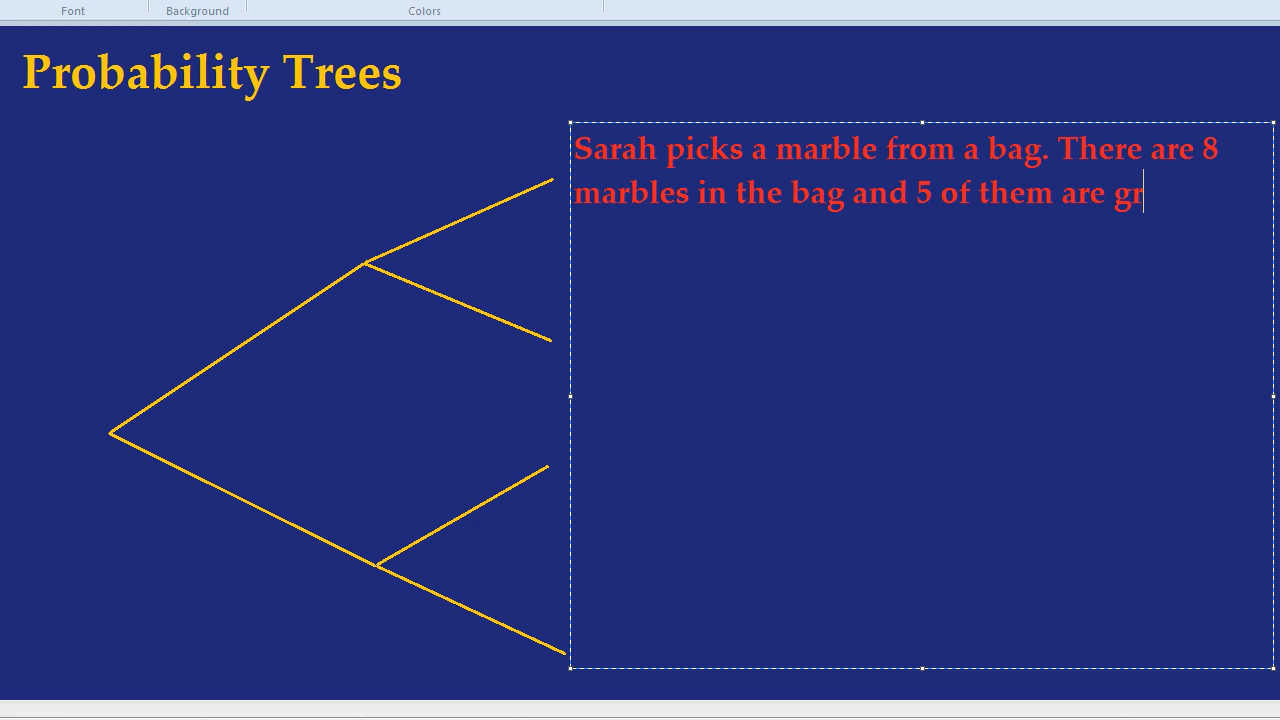 Font Background Colors
Probability Trees
Sarah picks a marble from a bag. There are 8
marbles in the bag and 5 of them are gr